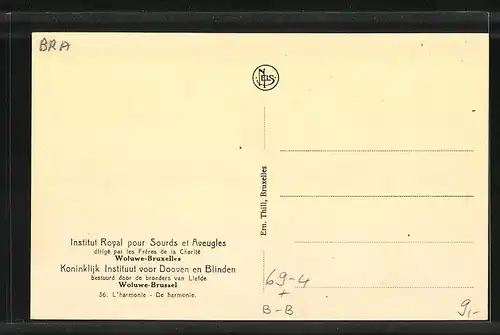 BRA
NELS
Institut Royal pour Sourds et Aveugles
dirigé par les Frères de la Charité
Woluwe-Bruxelles
Koninklijk Instituut voor Dooven en Blinden
bestuurd door de broeders van Liefde
Woluwe-Brussel
36. L'harmonie - De harmonie.
Ern. Thill, Bruxelles
69-4
+
B-B
9,-